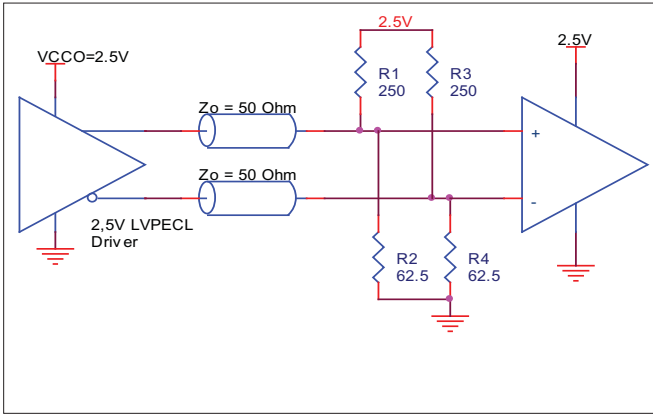 2.5V
VCCO=2.5V
2.5V
R1
250
R3
250
Zo = 50 Ohm
+
Zo = 50 Ohm
-
2,5V LVPECL
Driver
R2
62.5
R4
62.5